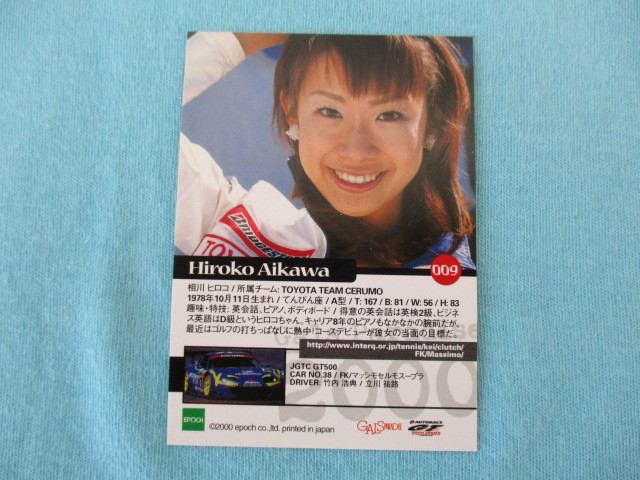 BRIDGESTONE
TOYO
Hiroko Aikawa
009
相川 ヒロコ / 所属チーム: TOYOTA TEAM CERUMO
1978年10月11日生まれ / てんびん座 / A型 / T: 167 / B: 81 / W: 56 / H: 83
趣味・特技: 英会話、ピアノ、ボディボード / 得意の英会話は英検2級、ビジネ
ス英語はD級というヒロコちゃん。キャリア8年のピアノもなかなかの腕前だが、
最近はゴルフの打ちっぱなしに熱中!コースデビューが彼女の当面の目標だ。
http://www.interq.or.jp/tennis/kei/clutch/
FK/Massimo/
JGTC GT500
CAR NO.38 / FK/マッシモセルモスープラ
DRIVER: 竹内 浩典 / 立川 祐路
2000
EPOCH
©2000 epoch co.,ltd. printed in japan
GALS PARADISE
AUTOBACS
GT